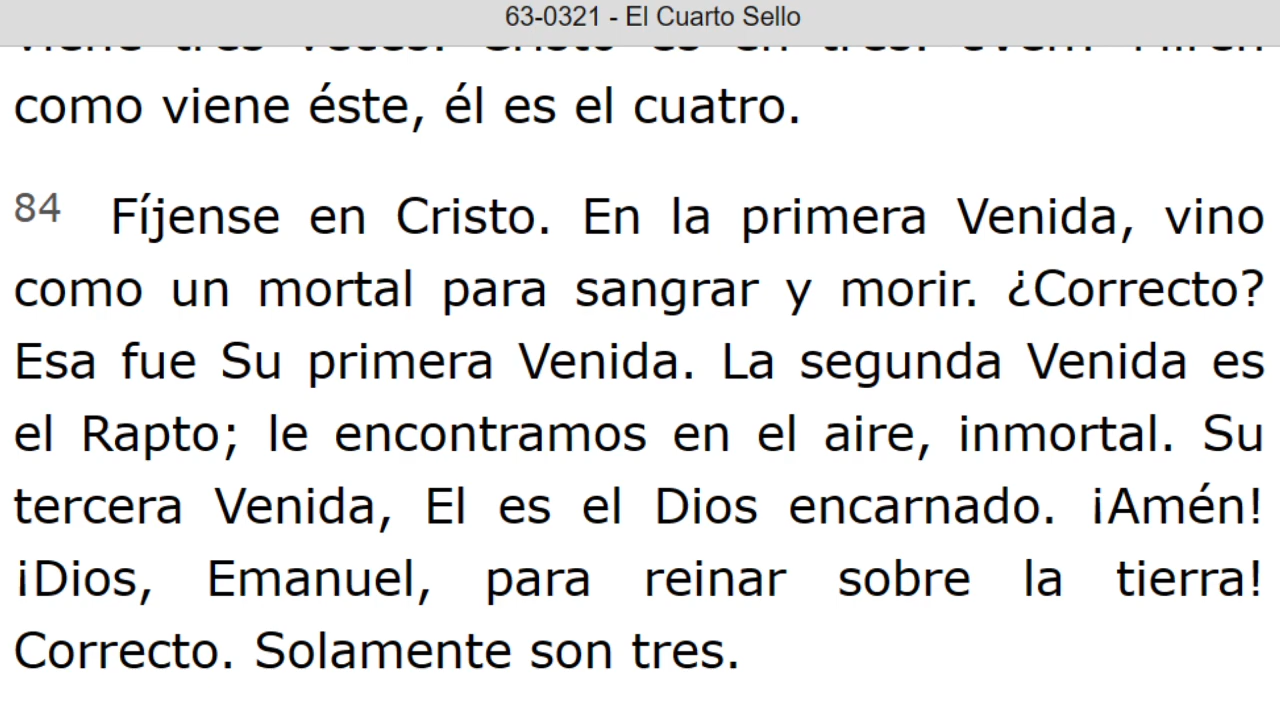 63-0321 - El Cuarto Sello
como viene éste, él es el cuatro.
84 Fíjense en Cristo. En la primera Venida, vino
como un mortal para sangrar y morir. ¿Correcto?
Esa fue Su primera Venida. La segunda Venida es
el Rapto; le encontramos en el aire, inmortal. Su
tercera Venida, El es el Dios encarnado. ¡Amén!
¡Dios, Emanuel, para reinar sobre la tierra!
Correcto. Solamente son tres.